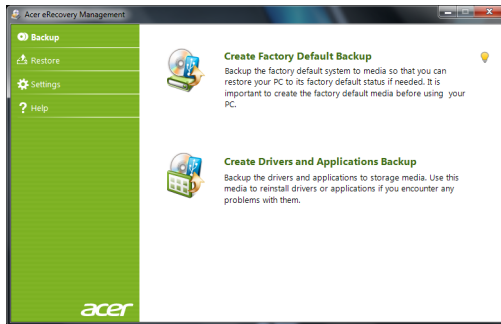 Acer eRecovery Management
Backup
Restore
Settings
? Help
Create Factory Default Backup
Backup the factory default system to media so that you can
restore your PC to its factory default status if needed. It is
important to create the factory default media before using your
PC.
Create Drivers and Applications Backup
Backup the drivers and applications to storage media. Use this
media to reinstall drivers or applications if you encounter any
problems with them.
acer